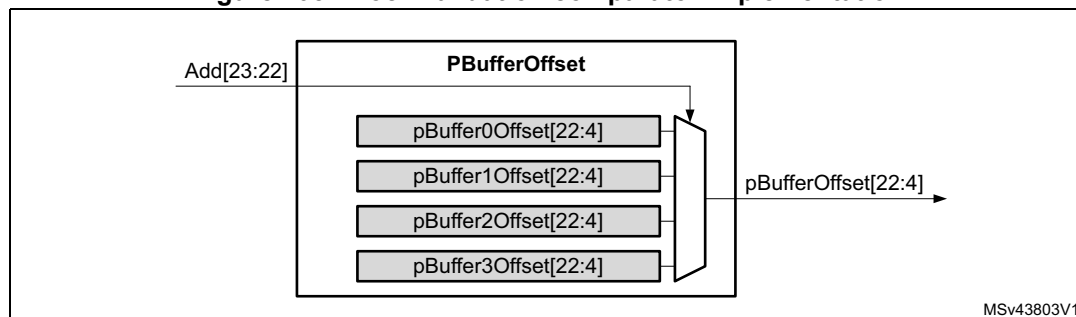 PBufferOffset
Add[23:22]
pBuffer0Offset[22:4]
pBuffer1Offset[22:4]
pBufferOffset[22:4]
pBuffer2Offset[22:4]
pBuffer3Offset[22:4]
MSv43803V1